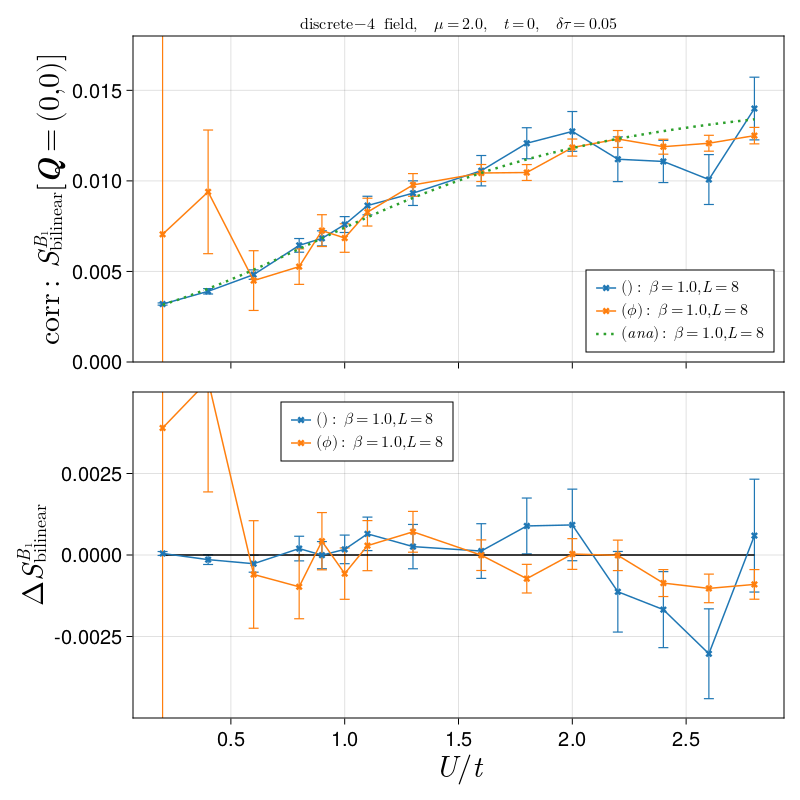 discrete−4 field, μ=2.0, t=0, δτ=0.05
corr: S^{B_1}_{bilinear}[Q=(0,0)]
0.015
0.010
0.005
0.000
(): β=1.0,L=8
(ϕ): β=1.0,L=8
(ana): β=1.0,L=8
ΔS^{B_1}_{bilinear}
0.0025
0.0000
-0.0025
(): β=1.0,L=8
(ϕ): β=1.0,L=8
0.5 1.0 1.5 2.0 2.5
U/t